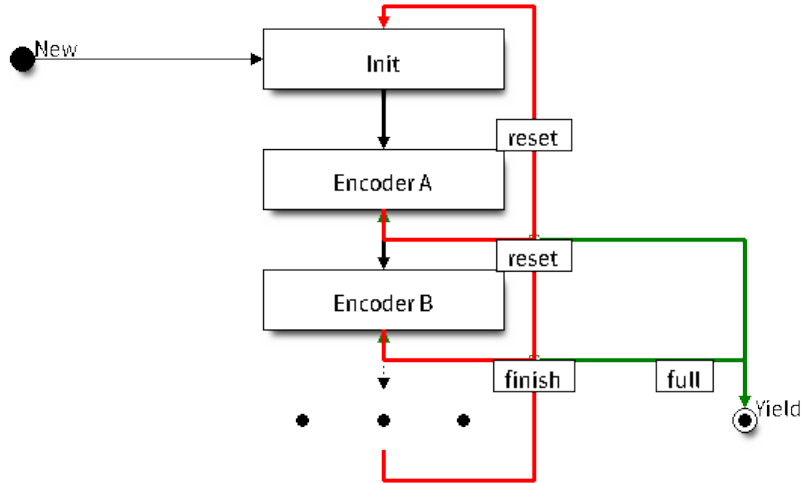 New
Init
reset
Encoder A
reset
Encoder B
finish
full
Yield